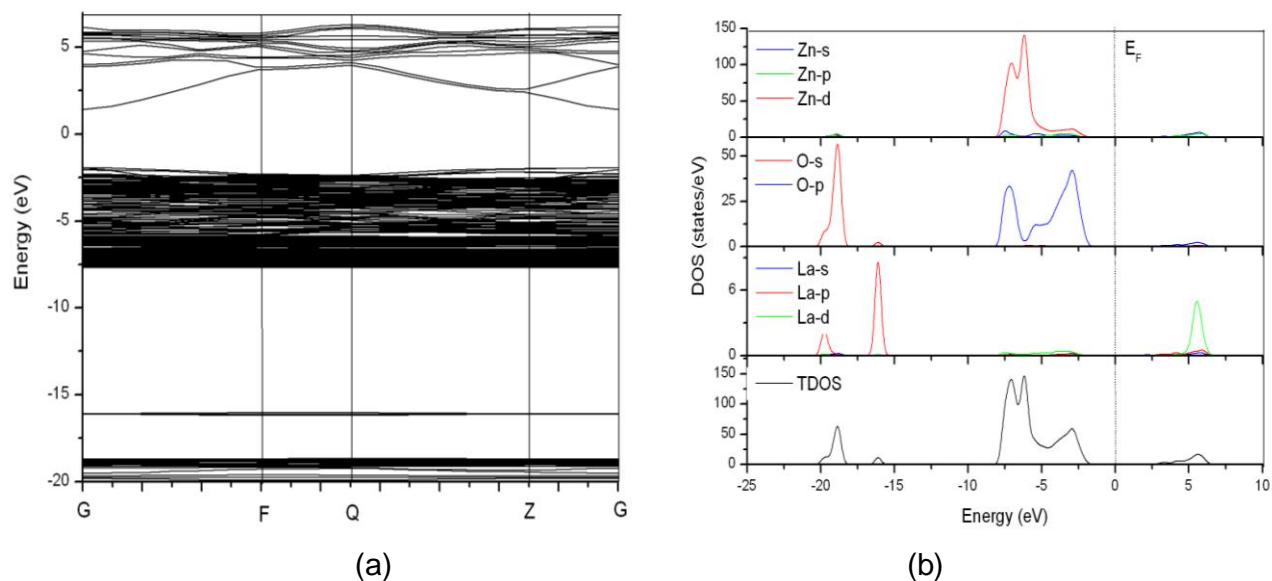 Energy (eV)
5
0
-5
-10
-15
-20
G
F
Q
Z
G
(a)
DOS (states/eV)
150
100
50
0
Zn-s
Zn-p
Zn-d
E_F
50
25
0
O-s
O-p
6
0
La-s
La-p
La-d
150
100
50
0
TDOS
-25
-20
-15
-10
-5
0
5
10
Energy (eV)
(b)